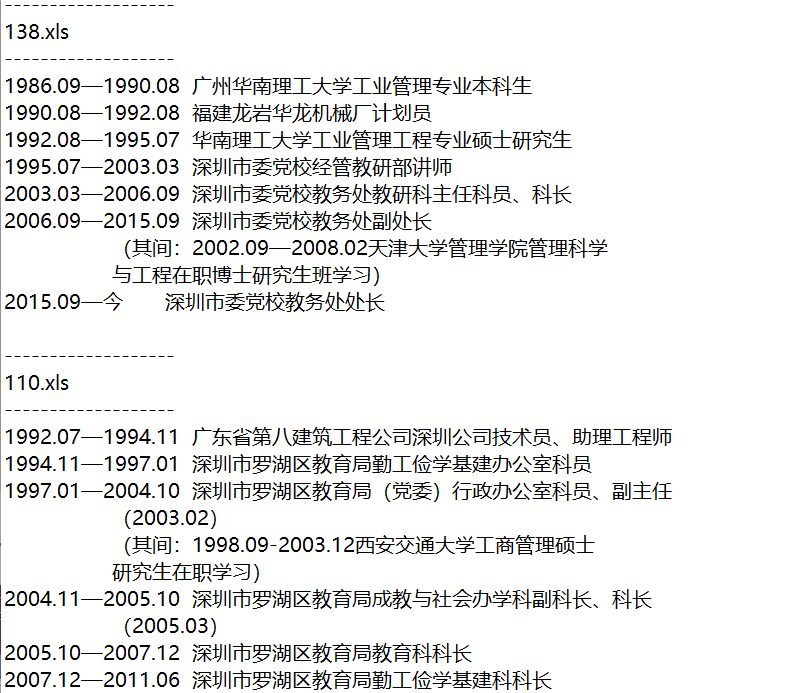 -------------------
138.xls
-------------------
1986.09—1990.08  广州华南理工大学工业管理专业本科生
1990.08—1992.08  福建龙岩华龙机械厂计划员
1992.08—1995.07  华南理工大学工业管理工程专业硕士研究生
1995.07—2003.03  深圳市委党校经管教研部讲师
2003.03—2006.09  深圳市委党校教务处教研科主任科员、科长
2006.09—2015.09  深圳市委党校教务处副处长
（其间：2002.09—2008.02天津大学管理学院管理科学
与工程在职博士研究生班学习）
2015.09—今      深圳市委党校教务处处长
-------------------
110.xls
-------------------
1992.07—1994.11  广东省第八建筑工程公司深圳公司技术员、助理工程师
1994.11—1997.01  深圳市罗湖区教育局勤工俭学基建办公室科员
1997.01—2004.10  深圳市罗湖区教育局（党委）行政办公室科员、副主任
（2003.02）
（其间：1998.09-2003.12西安交通大学工商管理硕士
研究生在职学习）
2004.11—2005.10  深圳市罗湖区教育局成教与社会办学科副科长、科长
（2005.03）
2005.10—2007.12  深圳市罗湖区教育局教育科科长
2007.12—2011.06  深圳市罗湖区教育局勤工俭学基建科科长